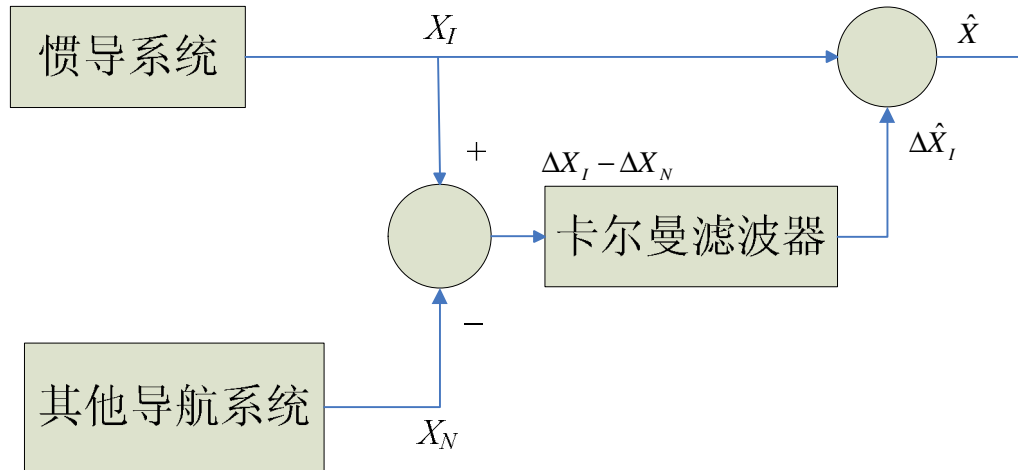 惯导系统
X_I
X̂
+
ΔX̂_I
ΔX_I − ΔX_N
卡尔曼滤波器
−
其他导航系统
X_N